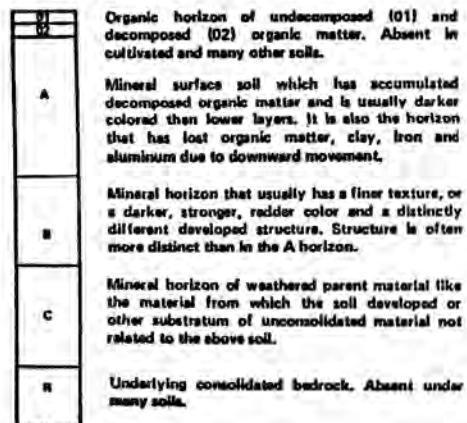 01
02
Organic horizon of undecomposed (01) and
decomposed (02) organic matter. Absent in
cultivated and many other soils.
A
Mineral surface soil which has accumulated
decomposed organic matter and is usually darker
colored then lower layers. It is also the horizon
that has lost organic matter, clay, iron and
aluminum due to downward movement.
B
Mineral horizon that usually has a finer texture, or
a darker, stronger, redder color and a distinctly
different developed structure. Structure is often
more distinct than in the A horizon.
C
Mineral horizon of weathered parent material like
the material from which the soil developed or
other substratum of unconsolidated material not
related to the above soil.
R
Underlying consolidated bedrock. Absent under
many soils.